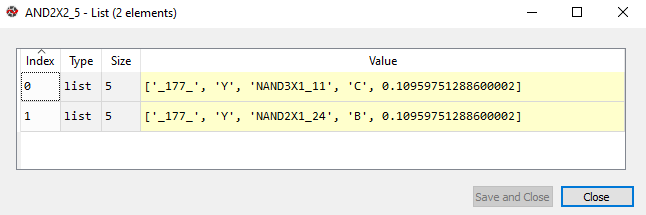 AND2X2_5 - List (2 elements)
Index Type Size Value
0 list 5 ['_177_', 'Y', 'NAND3X1_11', 'C', 0.10959751288600002]
1 list 5 ['_177_', 'Y', 'NAND2X1_24', 'B', 0.10959751288600002]
Save and Close Close